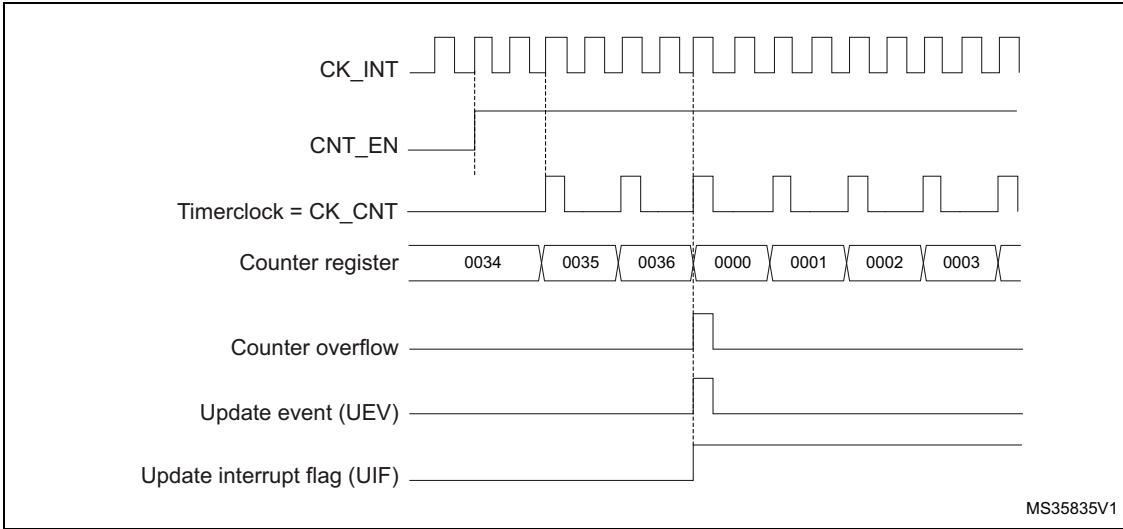 CK_INT
CNT_EN
Timerclock = CK_CNT
Counter register 0034 0035 0036 0000 0001 0002 0003
Counter overflow
Update event (UEV)
Update interrupt flag (UIF)
MS35835V1